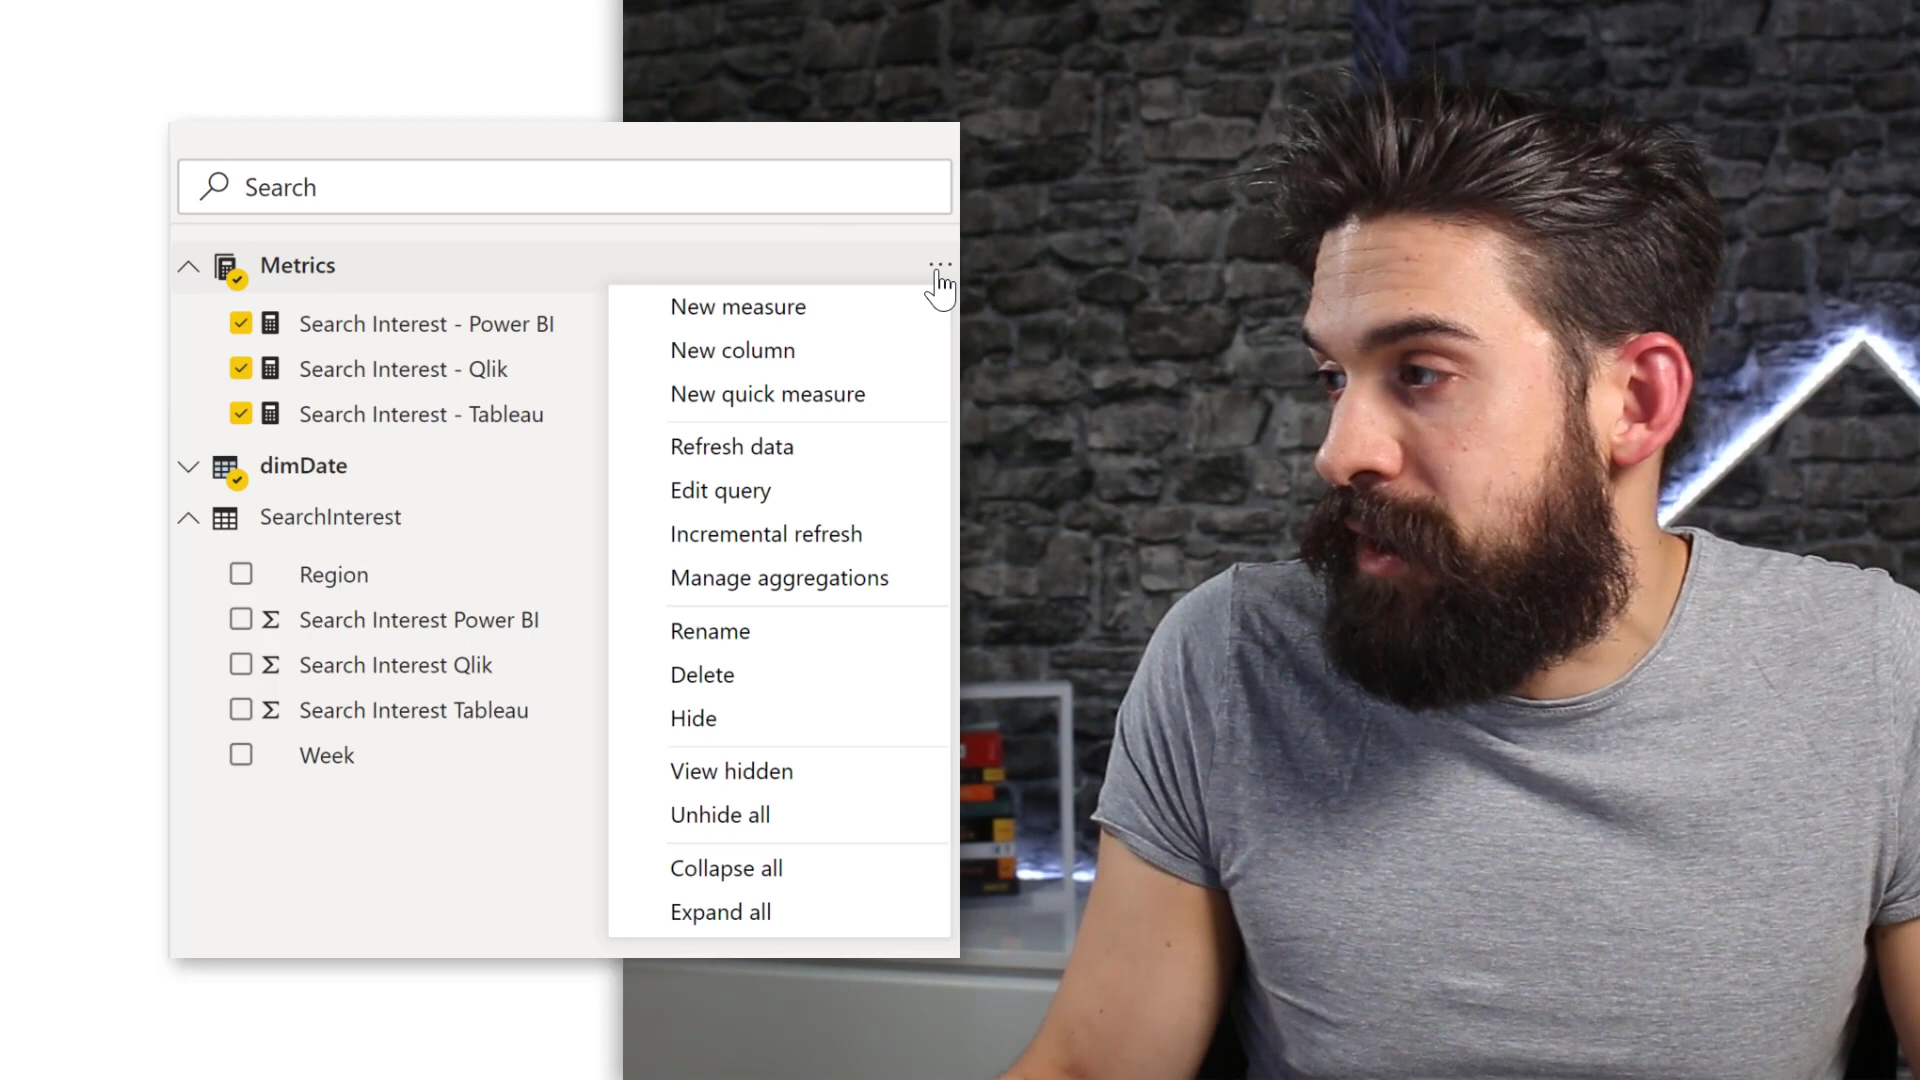 Search
Metrics
Search Interest - Power BI
Search Interest - Qlik
Search Interest - Tableau
dimDate
SearchInterest
Region
Search Interest Power BI
Search Interest Qlik
Search Interest Tableau
Week
New measure
New column
New quick measure
Refresh data
Edit query
Incremental refresh
Manage aggregations
Rename
Delete
Hide
View hidden
Unhide all
Collapse all
Expand all